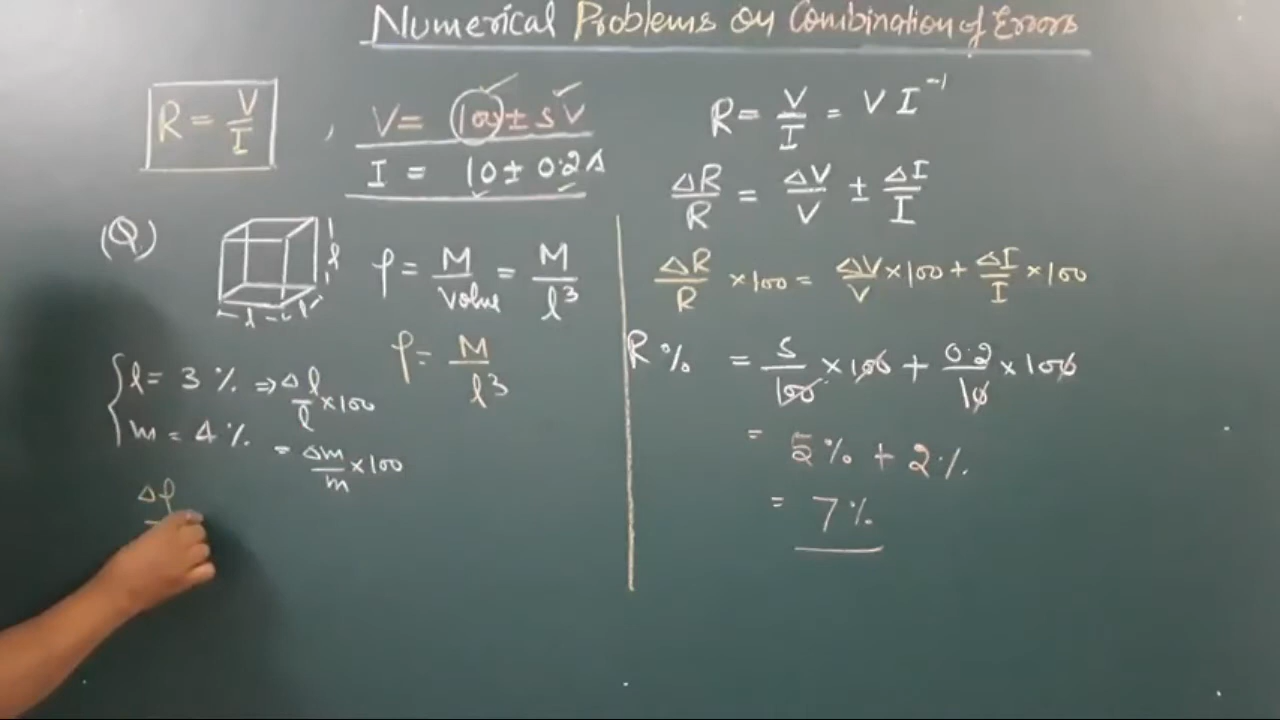 Numerical Problems on Combination of Errors
R = V/I , V = 100 ± 5 V
I = 10 ± 0.2 A
(Q.) l l l
ρ = M/Volume = M/l³
ρ = M/l³
l = 3 % ⇒ Δl/l × 100
m = 4 % = Δm/m × 100
Δρ
R = V/I = V I⁻¹
ΔR/R = ΔV/V ± ΔI/I
ΔR/R × 100 = ΔV/V × 100 + ΔI/I × 100
R % = 5/100 × 100 + 0.2/10 × 100
= 5 % + 2 %
= 7 %